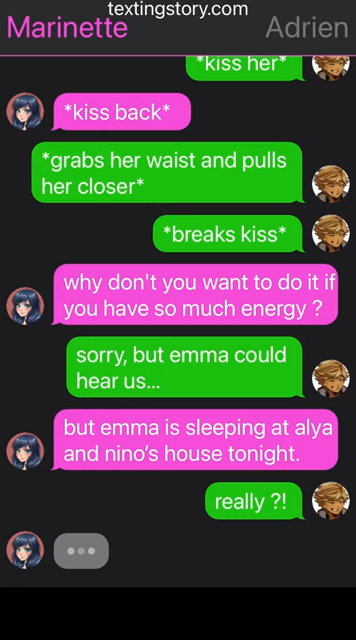 textingstory.com
Marinette
Adrien
*kiss her*
*kiss back*
*grabs her waist and pulls
her closer*
*breaks kiss*
why don't you want to do it if
you have so much energy ?
sorry, but emma could
hear us...
but emma is sleeping at alya
and nino’s house tonight.
really ?!